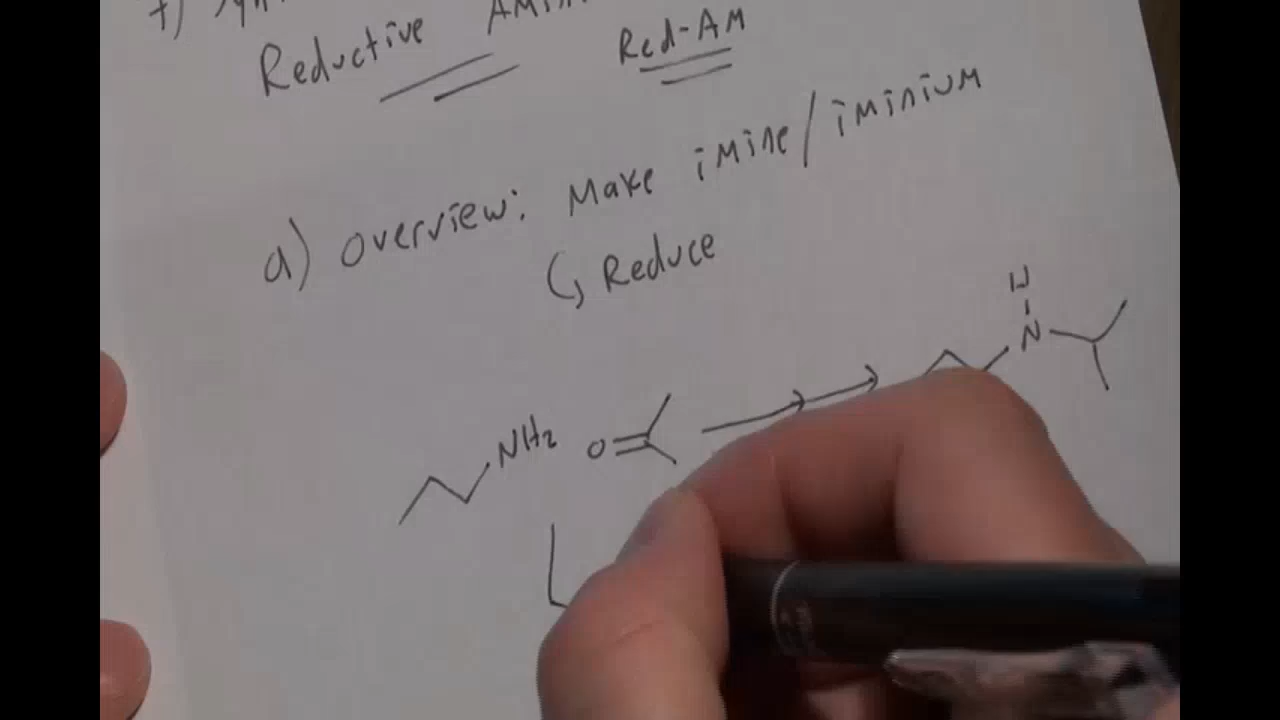 Reductive
Red-AM
a) overview: Make iMine/iMiniuM
Reduce
H
N
NH2 O